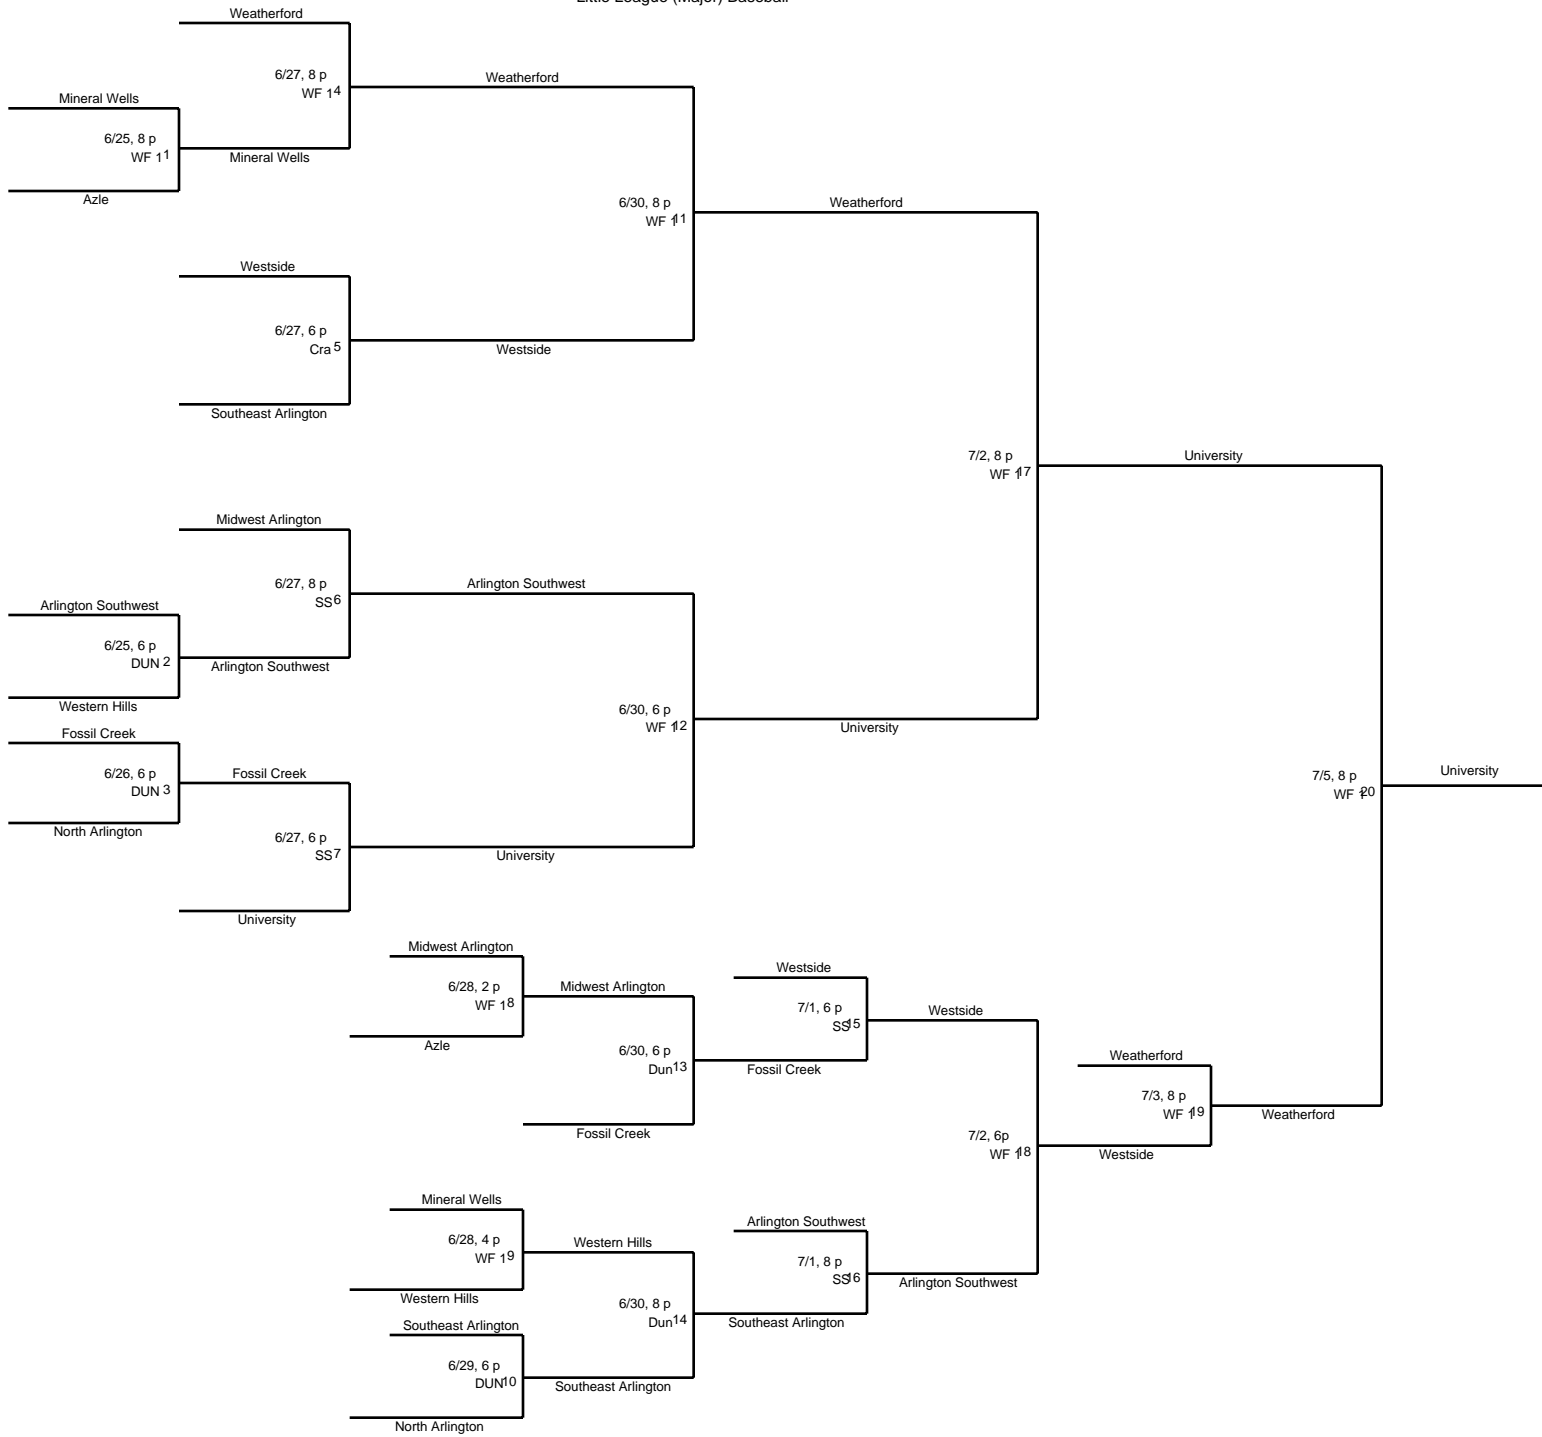 Little League (Major) Baseball
Weatherford
6/27, 8 p
WF 1 4
Weatherford
Mineral Wells
6/25, 8 p
WF 1 1
Mineral Wells
Azle
6/30, 8 p
WF 1 11
Weatherford
Westside
6/27, 6 p
Cra 5
Westside
Southeast Arlington
7/2, 8 p
WF 1 17
University
Midwest Arlington
6/27, 8 p
SS 6
Arlington Southwest
Arlington Southwest
6/25, 6 p
DUN 2
Arlington Southwest
Western Hills
6/30, 6 p
WF 1 12
University
Fossil Creek
6/26, 6 p
DUN 3
Fossil Creek
North Arlington
6/27, 6 p
SS 7
University
University
7/5, 8 p
WF 1 20
University
Midwest Arlington
6/28, 2 p
WF 1 8
Midwest Arlington
Azle
6/30, 6 p
Dun 13
Fossil Creek
Fossil Creek
Westside
7/1, 6 p
SS 15
Westside
7/2, 6p
WF 1 18
Westside
Weatherford
7/3, 8 p
WF 1 19
Weatherford
Mineral Wells
6/28, 4 p
WF 1 9
Western Hills
Western Hills
6/30, 8 p
Dun 14
Southeast Arlington
Arlington Southwest
7/1, 8 p
SS 16
Arlington Southwest
Southeast Arlington
6/29, 6 p
DUN 10
Southeast Arlington
North Arlington